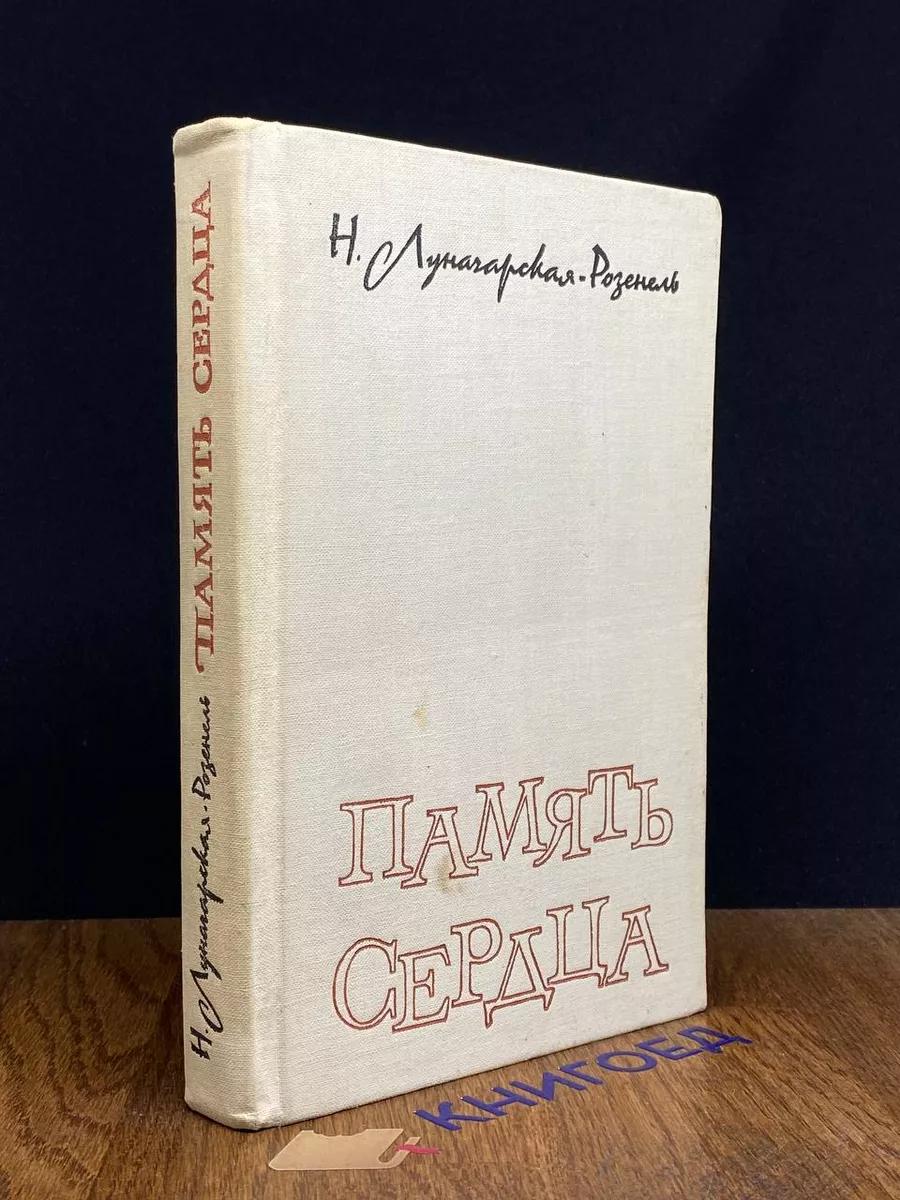 Н. Луначарская-Розенель
ПАМЯТЬ
СЕРДЦА
Н. Луначарская-Розенель ПАМЯТЬ СЕРДЦА
КНИГОЕД